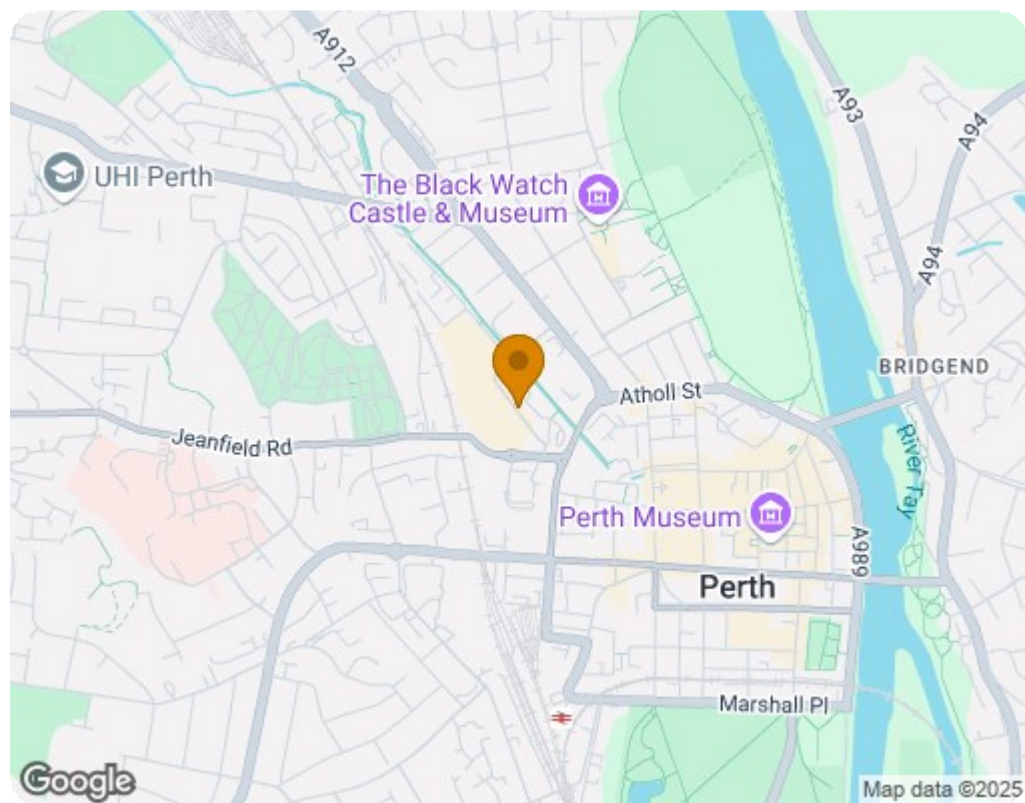 A912
A93
A94
UHI Perth
The Black Watch
Castle & Museum
A94
BRIDGEND
Atholl St
Jeanfield Rd
River Tay
Perth Museum
A989
Perth
Marshall Pl
Google
Map data ©2025